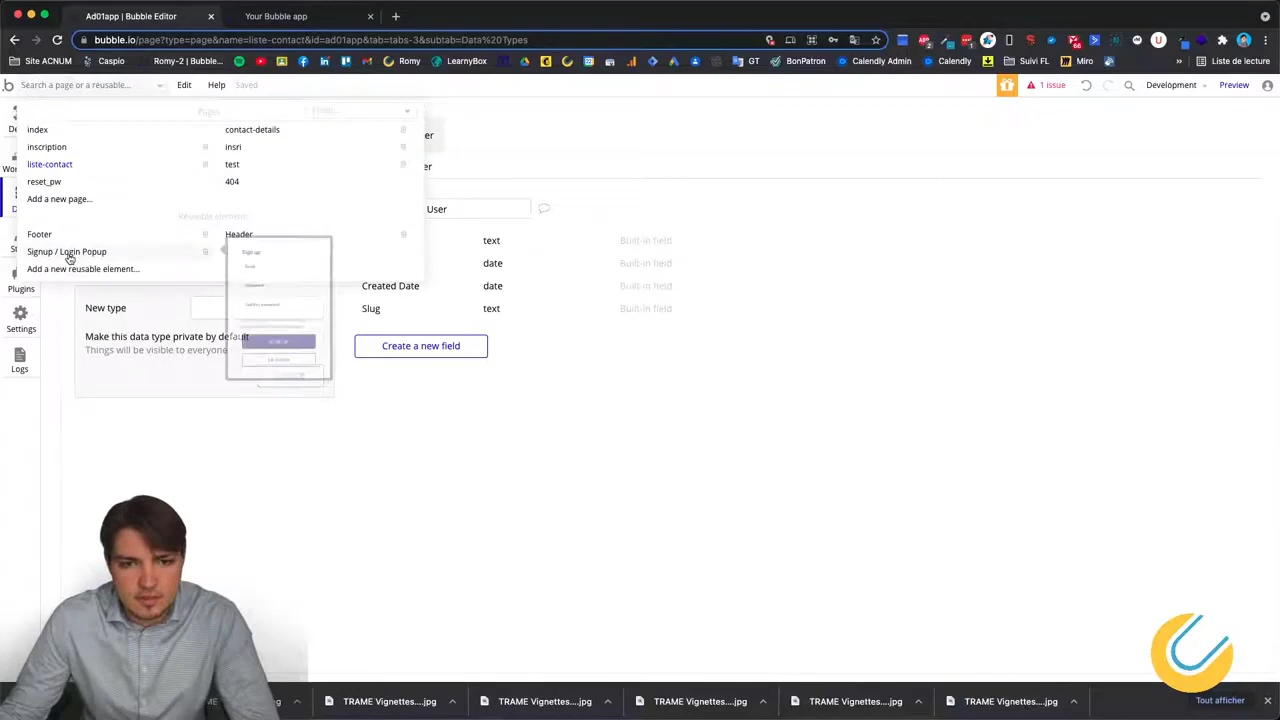 Ad01app | Bubble Editor
Your Bubble app
bubble.io/page?type=page&name=liste-contact&id=ad01app&tab=tabs-3&subtab=Data%20Types
Site ACNUM
Caspio
Romy-2 | Bubble...
Romy
LearnyBox
GT
BonPatron
Calendly Admin
Calendly
Suivi FL
Miro
Liste de lecture
Search a page or a reusable...
Edit
Help
Saved
1 issue
Development
Preview
Pages
index
contact-details
inscription
insri
liste-contact
test
reset_pw
404
Add a new page...
Reusable element
Footer
Header
Signup / Login Popup
Add a new reusable element...
Plugins
Settings
Logs
User
text
Built-in field
date
Built-in field
Created Date
date
Built-in field
Slug
text
Built-in field
Create a new field
New type
Make this data type private by default
Things will be visible to everyone
Sign up
TRAME Vignettes....jpg
TRAME Vignettes....jpg
TRAME Vignettes....jpg
TRAME Vignettes....jpg
TRAME Vignettes....jpg
Tout afficher